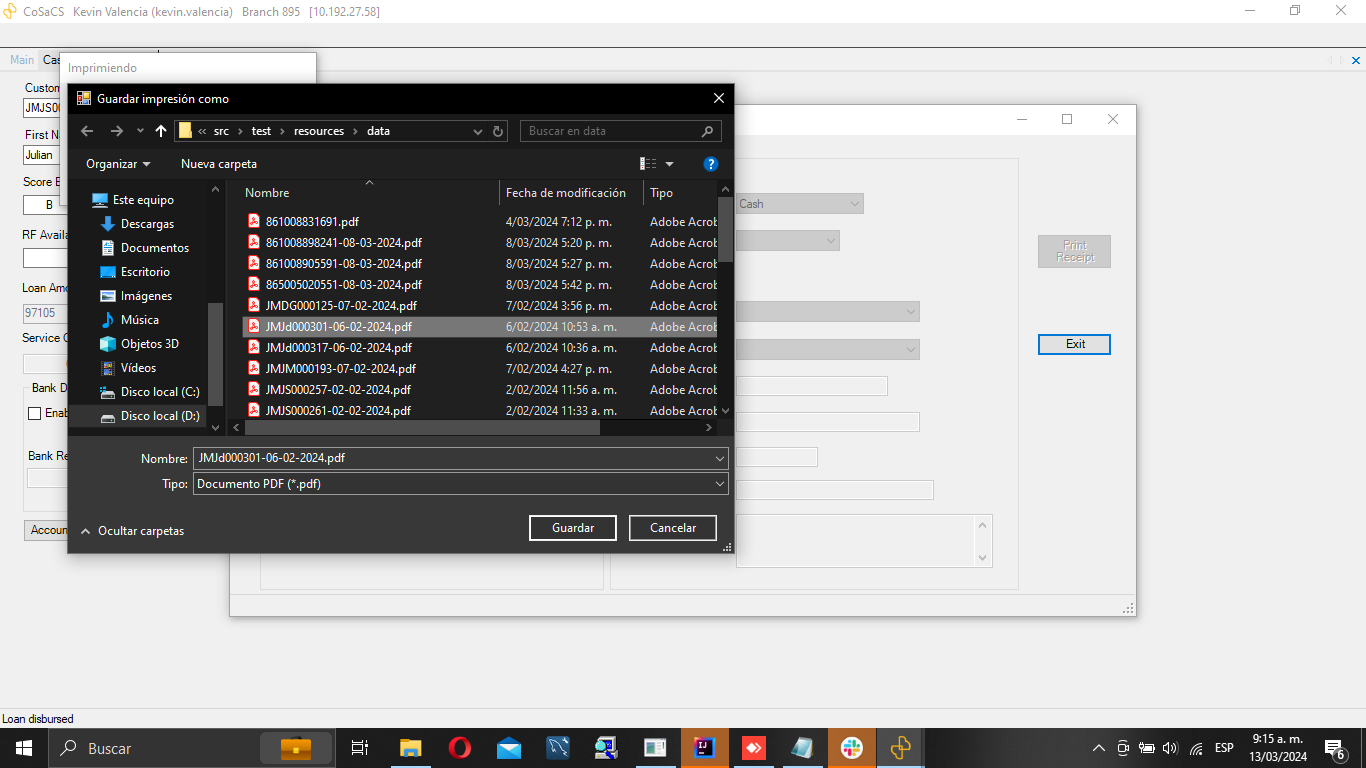 CoSaCS Kevin Valencia (kevin.valencia) Branch 895 [10.192.27.58]
Main Cas
Imprimiendo
Custom
JMJS00
First N
Julian
Score B
B
RF Availa
Loan Amo
97105
Service C
Bank D
Enab
Bank Re
Accoun
Guardar impresión como
« src › test › resources › data
Buscar en data
Organizar
Nueva carpeta
Este equipo
Descargas
Documentos
Escritorio
Imágenes
Música
Objetos 3D
Vídeos
Disco local (C:)
Disco local (D:)
Nombre Fecha de modificación Tipo
861008831691.pdf 4/03/2024 7:12 p. m. Adobe Acrob
861008898241-08-03-2024.pdf 8/03/2024 5:20 p. m. Adobe Acrob
861008905591-08-03-2024.pdf 8/03/2024 5:27 p. m. Adobe Acrob
865005020551-08-03-2024.pdf 8/03/2024 5:42 p. m. Adobe Acrob
JMDG000125-07-02-2024.pdf 7/02/2024 3:56 p. m. Adobe Acrob
JMJd000301-06-02-2024.pdf 6/02/2024 10:53 a. m. Adobe Acrob
JMJd000317-06-02-2024.pdf 6/02/2024 10:36 a. m. Adobe Acrob
JMJM000193-07-02-2024.pdf 7/02/2024 4:27 p. m. Adobe Acrob
JMJS000257-02-02-2024.pdf 2/02/2024 11:56 a. m. Adobe Acrob
JMJS000261-02-02-2024.pdf 2/02/2024 11:33 a. m. Adobe Acrob
Nombre: JMJd000301-06-02-2024.pdf
Tipo: Documento PDF (*.pdf)
Ocultar carpetas
Guardar
Cancelar
Cash
Print
Receipt
Exit
Loan disbursed
Buscar
ESP
9:15 a. m.
13/03/2024
6